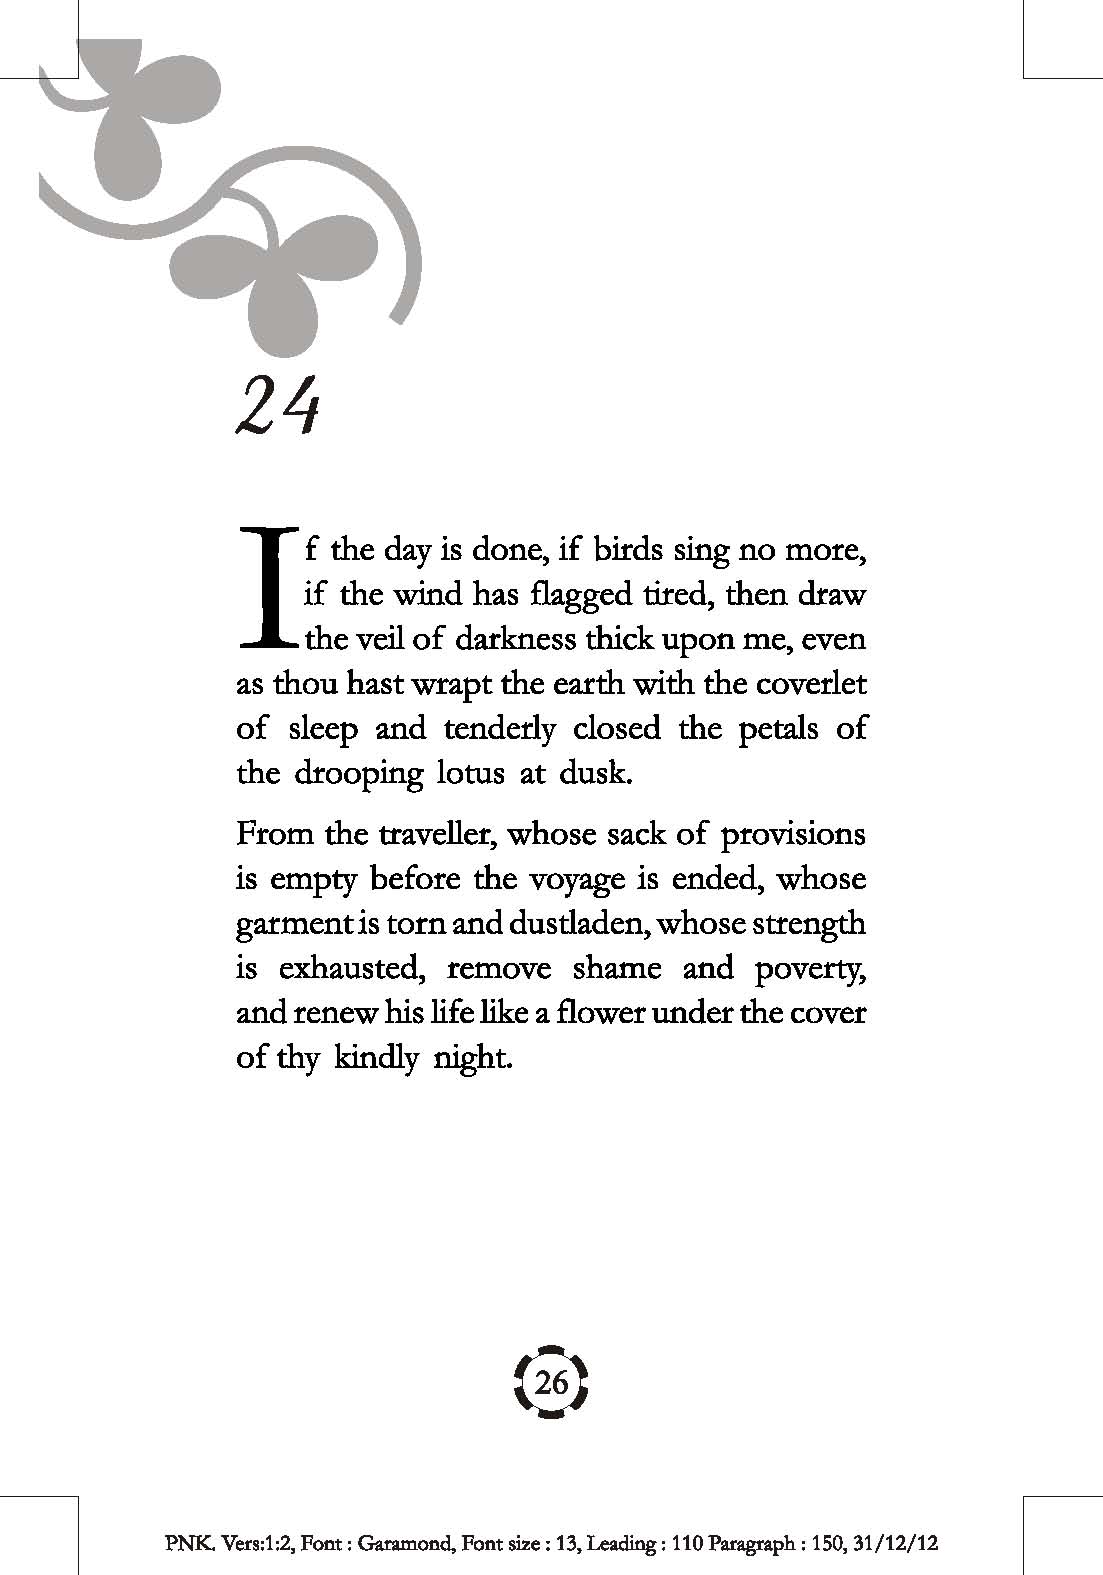 24
If the day is done, if birds sing no more,
if the wind has flagged tired, then draw
the veil of darkness thick upon me, even
as thou hast wrapt the earth with the coverlet
of sleep and tenderly closed the petals of
the drooping lotus at dusk.
From the traveller, whose sack of provisions
is empty before the voyage is ended, whose
garment is torn and dustladen, whose strength
is exhausted, remove shame and poverty,
and renew his life like a flower under the cover
of thy kindly night.
26
PNK. Vers:1:2, Font : Garamond, Font size : 13, Leading : 110 Paragraph : 150, 31/12/12